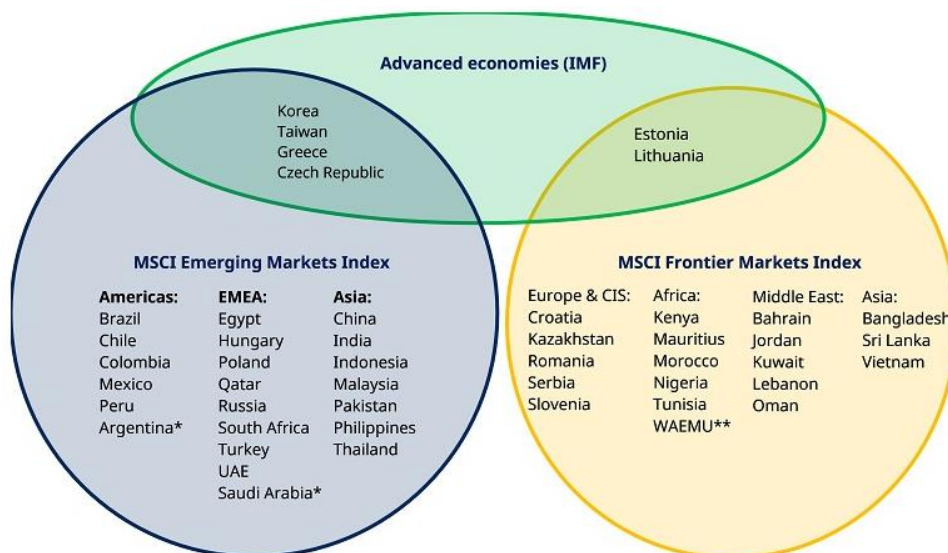 Advanced economies (IMF)
Korea
Taiwan
Greece
Czech Republic
Estonia
Lithuania
MSCI Emerging Markets Index
Americas:
Brazil
Chile
Colombia
Mexico
Peru
Argentina*
EMEA:
Egypt
Hungary
Poland
Qatar
Russia
South Africa
Turkey
UAE
Saudi Arabia*
Asia:
China
India
Indonesia
Malaysia
Pakistan
Philippines
Thailand
MSCI Frontier Markets Index
Europe & CIS:
Croatia
Kazakhstan
Romania
Serbia
Slovenia
Africa:
Kenya
Mauritius
Morocco
Nigeria
Tunisia
WAEMU**
Middle East:
Bahrain
Jordan
Kuwait
Lebanon
Oman
Asia:
Bangladesh
Sri Lanka
Vietnam